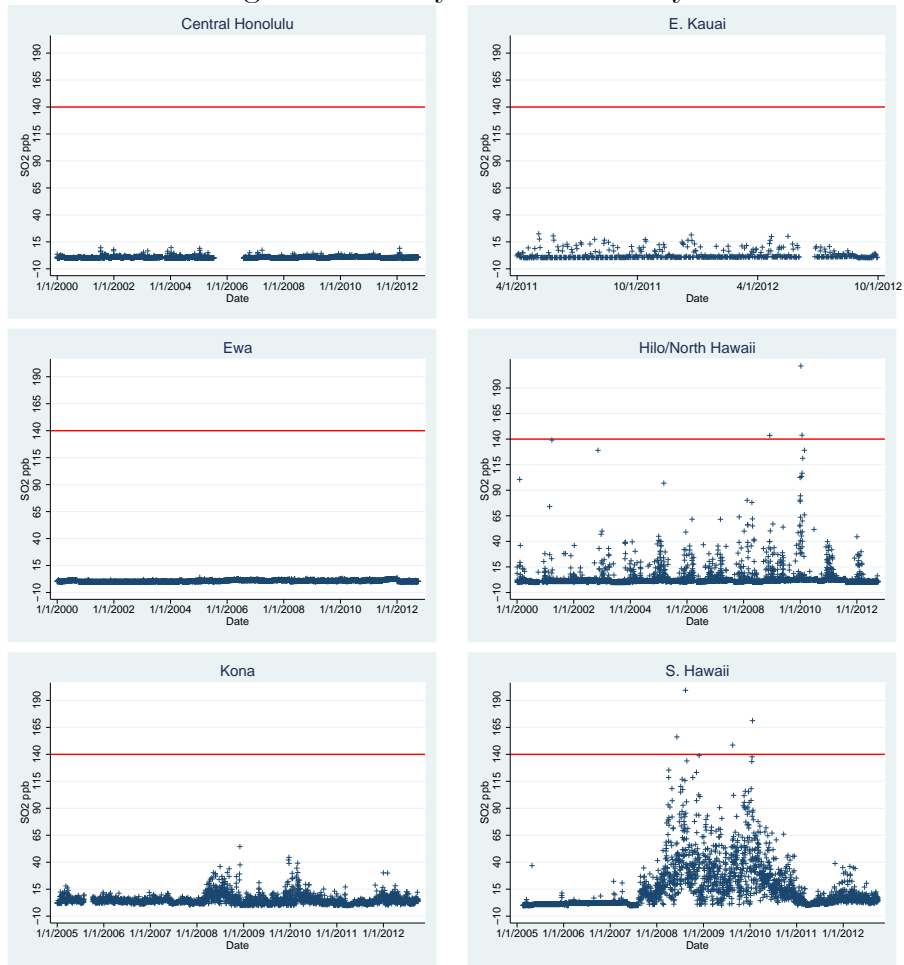 Central Honolulu
SO2 ppb
−10 15 40 65 90 115 140 165 190
1/1/2000 1/1/2002 1/1/2004 1/1/2006 1/1/2008 1/1/2010 1/1/2012
Date
E. Kauai
SO2 ppb
−10 15 40 65 90 115 140 165 190
4/1/2011 10/1/2011 4/1/2012 10/1/2012
Date
Ewa
SO2 ppb
−10 15 40 65 90 115 140 165 190
1/1/2000 1/1/2002 1/1/2004 1/1/2006 1/1/2008 1/1/2010 1/1/2012
Date
Hilo/North Hawaii
SO2 ppb
−10 15 40 65 90 115 140 165 190
1/1/2000 1/1/2002 1/1/2004 1/1/2006 1/1/2008 1/1/2010 1/1/2012
Date
Kona
SO2 ppb
−10 15 40 65 90 115 140 165 190
1/1/2005 1/1/2006 1/1/2007 1/1/2008 1/1/2009 1/1/2010 1/1/2011 1/1/2012
Date
S. Hawaii
SO2 ppb
−10 15 40 65 90 115 140 165 190
1/1/2005 1/1/2006 1/1/2007 1/1/2008 1/1/2009 1/1/2010 1/1/2011 1/1/2012
Date